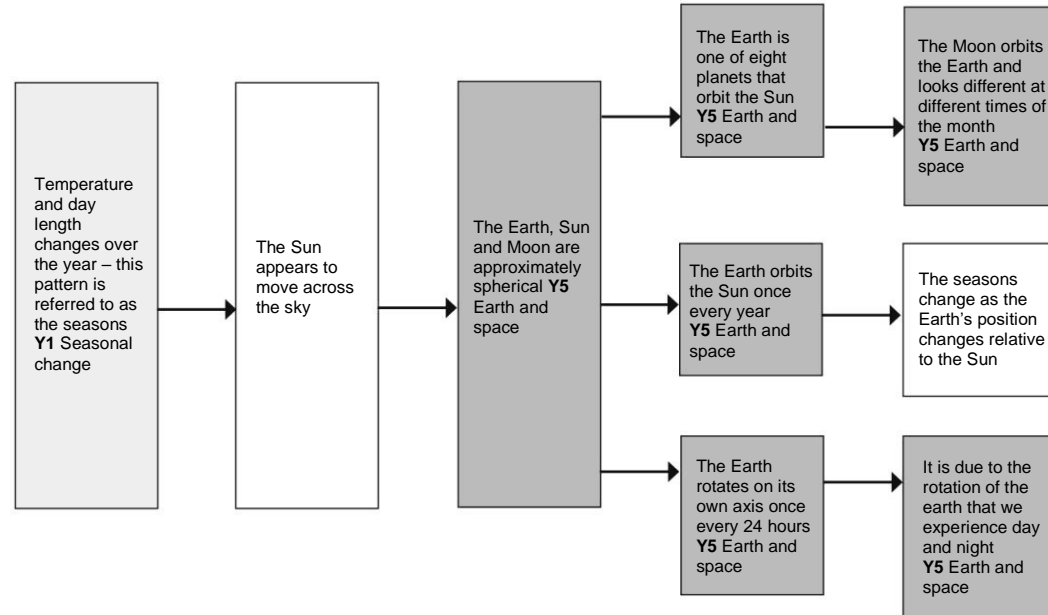 Temperature
and day
length
changes over
the year – this
pattern is
referred to as
the seasons
Y1 Seasonal
change
The Sun
appears to
move across
the sky
The Earth, Sun
and Moon are
approximately
spherical Y5
Earth and
space
The Earth is
one of eight
planets that
orbit the Sun
Y5 Earth and
space
The Moon orbits
the Earth and
looks different at
different times of
the month
Y5 Earth and
space
The Earth orbits
the Sun once
every year
Y5 Earth and
space
The seasons
change as the
Earth’s position
changes relative
to the Sun
The Earth
rotates on its
own axis once
every 24 hours
Y5 Earth and
space
It is due to the
rotation of the
earth that we
experience day
and night
Y5 Earth and
space